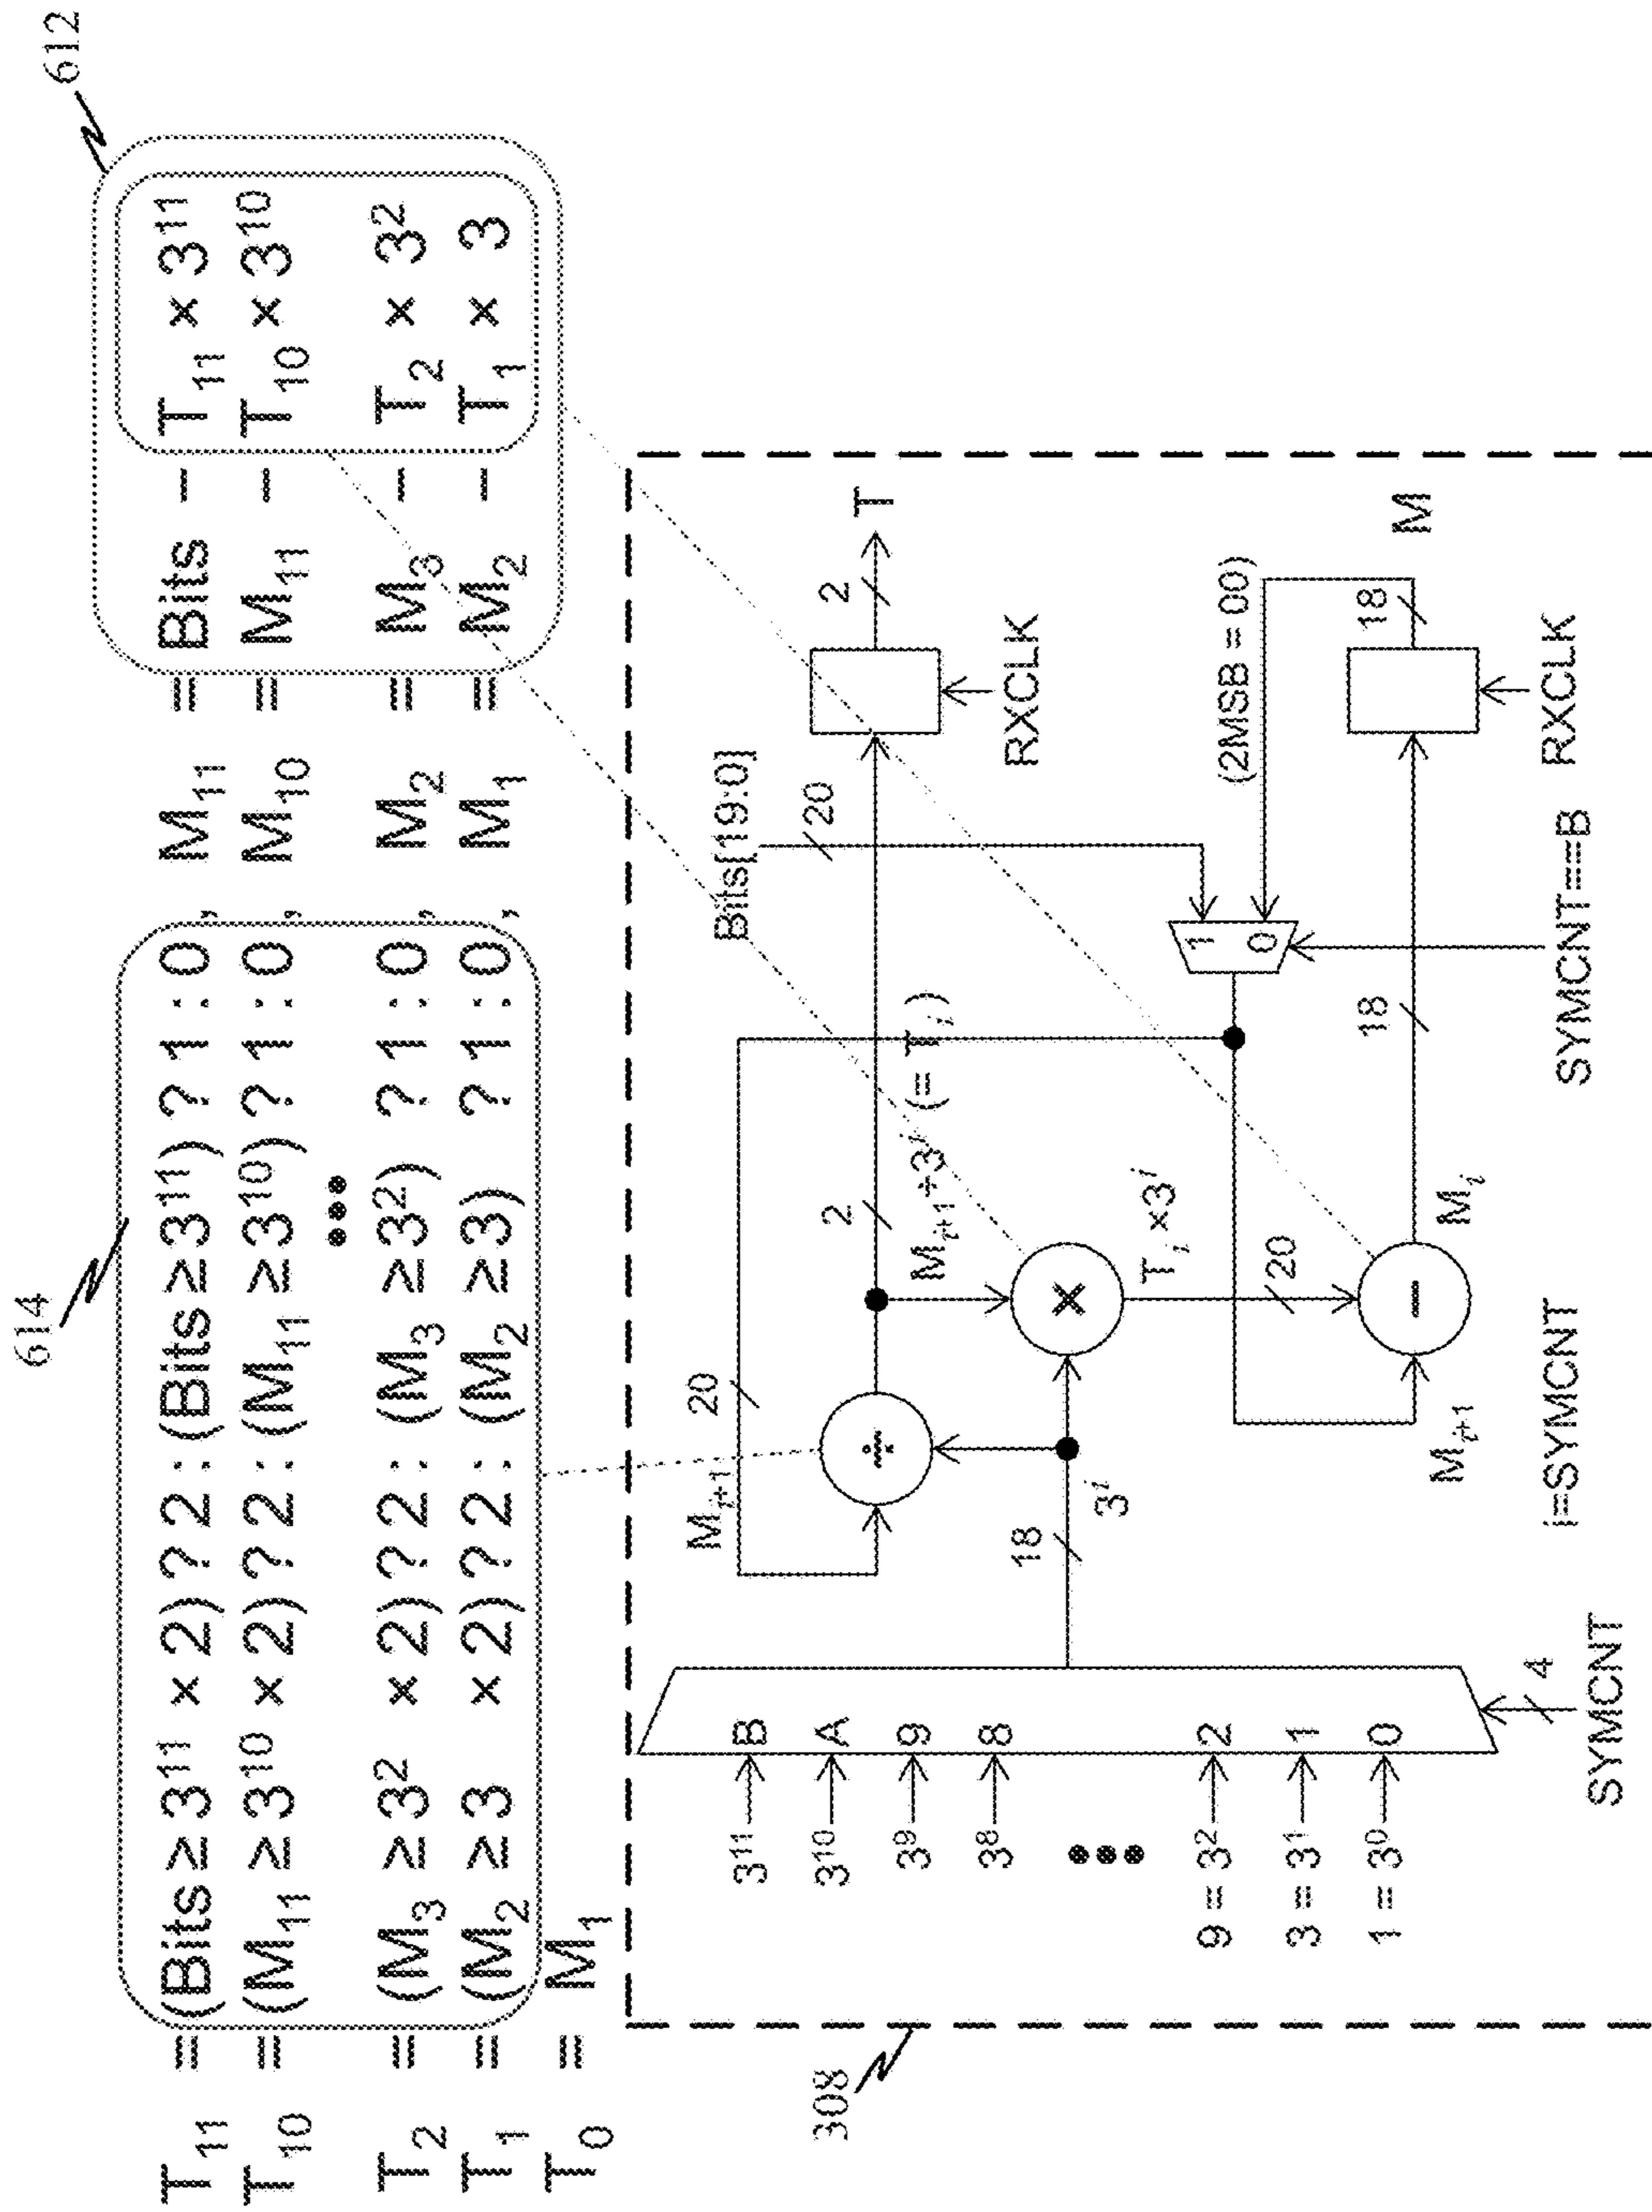 614
612
T11 = (Bits ≥ 3^11 × 2) ? 2 : (Bits ≥ 3^11) ? 1 : 0, M11 = Bits – T11 × 3^11
T10 = (M11 ≥ 3^10 × 2) ? 2 : (M11 ≥ 3^10) ? 1 : 0, M10 = M11 – T10 × 3^10
•••
T2 = (M3 ≥ 3^2 × 2) ? 2 : (M3 ≥ 3^2) ? 1 : 0, M2 = M3 – T2 × 3^2
T1 = (M2 ≥ 3 × 2) ? 2 : (M2 ≥ 3) ? 1 : 0, M1 = M2 – T1 × 3
T0 = M1
308
3^11 B
3^10 A
3^9 9
3^8 8
•••
9 = 3^2 2
3 = 3^1 1
1 = 3^0 0
4
SYMCNT
18
3^i
M_i+1
20
÷
2
M_i+1 ÷ 3^i (= T_i)
×
T_i × 3^i
20
–
M_i+1
M_i
i=SYMCNT
Bits[19:0]
20
1
0
(2MSB = 00)
SYMCNT==B
18
2
T
RXCLK
18
M
RXCLK